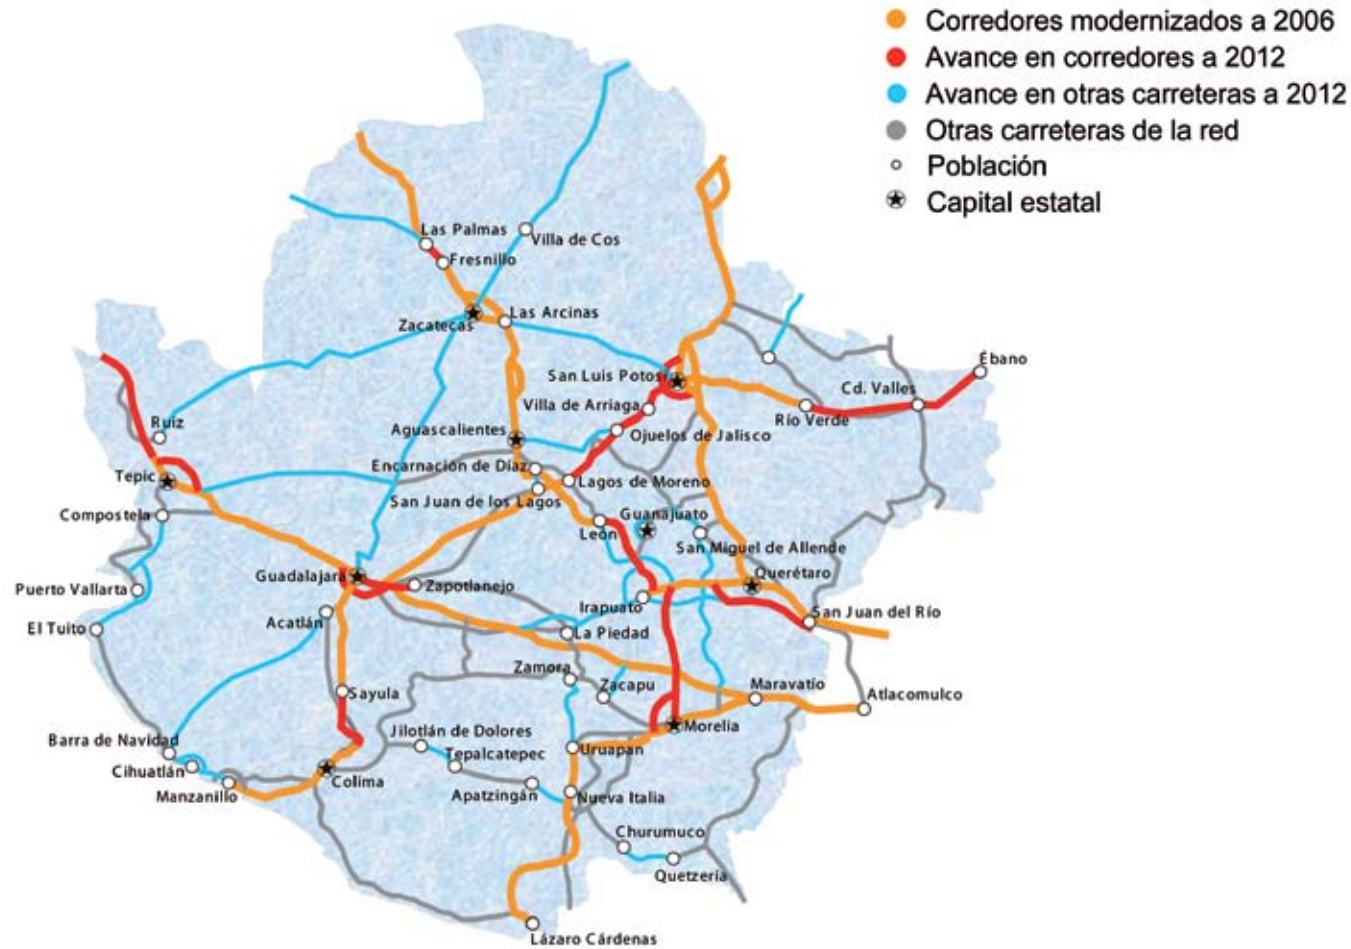 Corredores modernizados a 2006
Avance en corredores a 2012
Avance en otras carreteras a 2012
Otras carreteras de la red
Población
Capital estatal
Las Palmas
Villa de Cos
Fresnillo
Las Arcinas
Zacatecas
Ébano
San Luis Potosí
Cd. Valles
Villa de Arriaga
Río Verde
Ruiz
Aguascalientes
Ojuelos de Jalisco
Encarnación de Díaz
Tepic
Lagos de Moreno
San Juan de los Lagos
Compostela
Guanajuato
León
San Miguel de Allende
Guadalajara
Querétaro
Puerto Vallarta
Zapotlanejo
Irapuato
San Juan del Río
Acatlán
El Tuito
La Piedad
Zamora
Zacapu
Maravatío
Sayula
Atlacomulco
Morelia
Jilotlán de Dolores
Barra de Navidad
Tepalcatepec
Uruapan
Cihuatlán
Colima
Manzanillo
Apatzingán
Nueva Italia
Churumuco
Quetzería
Lázaro Cárdenas